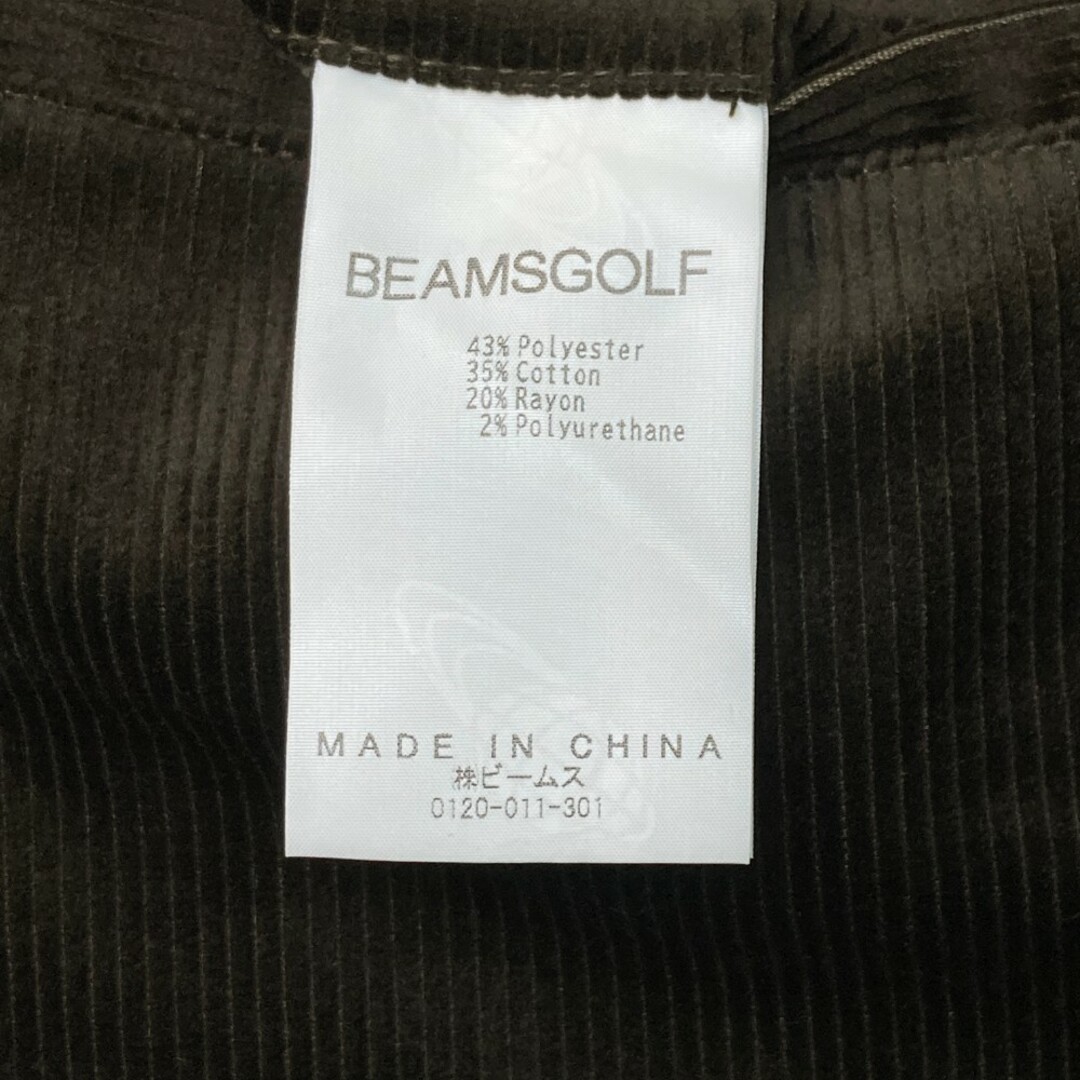 BEAMSGOLF
43% Polyester
35% Cotton
20% Rayon
2% Polyurethane
MADE IN CHINA
㈱ビームス
0120-011-301